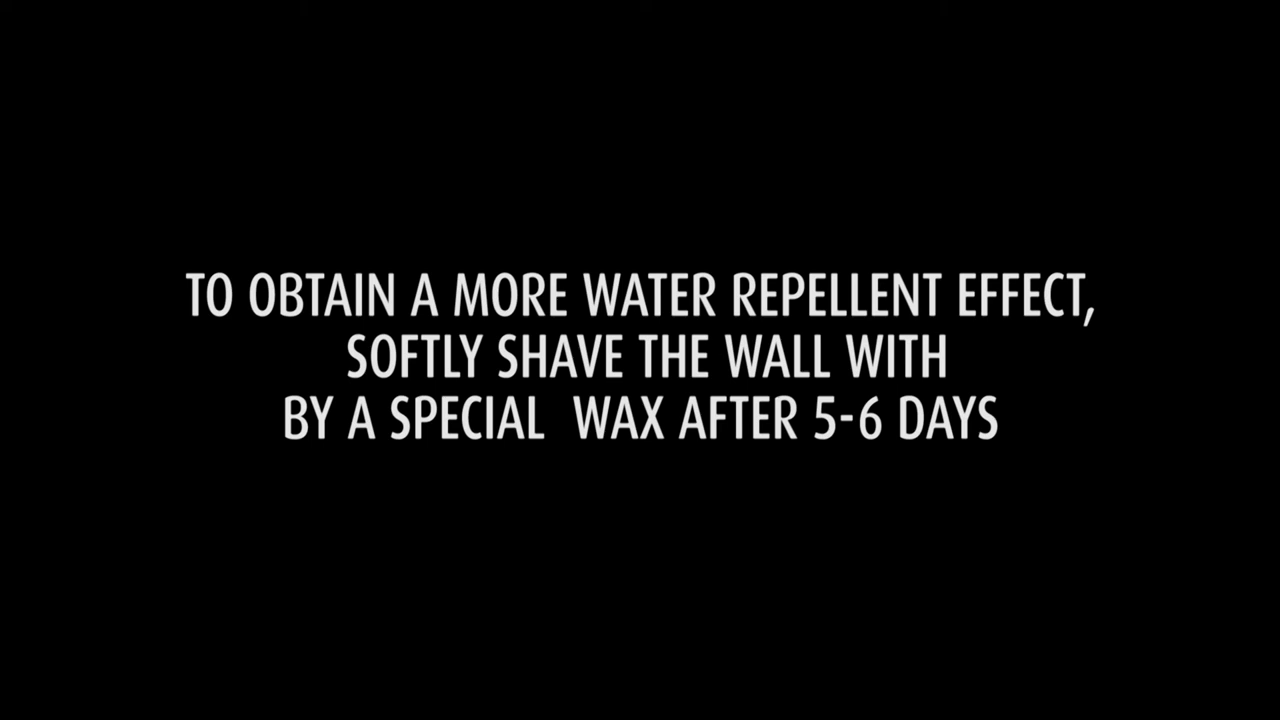 TO OBTAIN A MORE WATER REPELLENT EFFECT,
SOFTLY SHAVE THE WALL WITH
BY A SPECIAL  WAX AFTER 5-6 DAYS